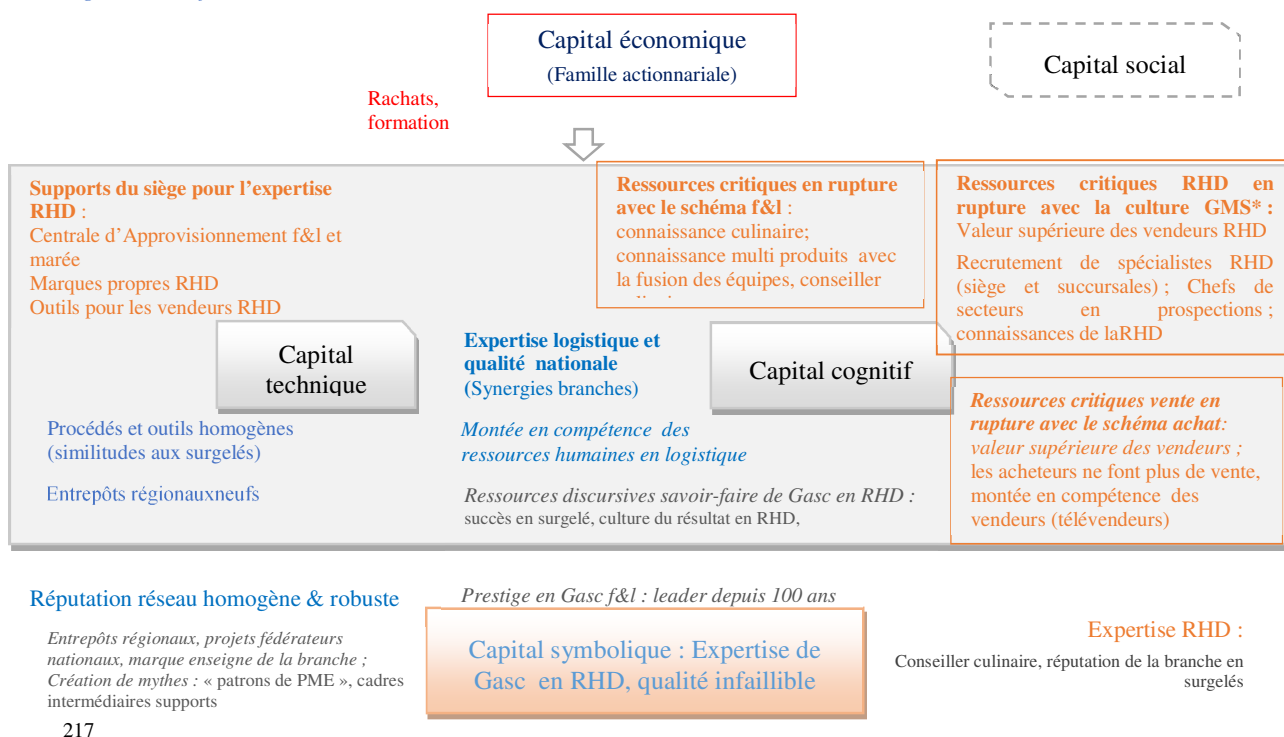 Capital économique
(Famille actionnariale)
Capital social
Rachats,
formation
Supports du siège pour l'expertise
RHD :
Centrale d'Approvisionnement f&l et
marée
Marques propres RHD
Outils pour les vendeurs RHD
Ressources critiques en rupture
avec le schéma f&l :
connaissance culinaire;
connaissance multi produits avec
la fusion des équipes, conseiller
Ressources critiques RHD en
rupture avec la culture GMS* :
Valeur supérieure des vendeurs RHD
Recrutement de spécialistes RHD
(siège et succursales) ; Chefs de
secteurs en prospections ;
connaissances de laRHD
Capital
technique
Expertise logistique et
qualité nationale
(Synergies branches)
Capital cognitif
Ressources critiques vente en
rupture avec le schéma achat:
valeur supérieure des vendeurs ;
les acheteurs ne font plus de vente,
montée en compétence des
vendeurs (télévendeurs)
Procédés et outils homogènes
(similitudes aux surgelés)
Entrepôts régionauxneufs
Montée en compétence des
ressources humaines en logistique
Ressources discursives savoir-faire de Gasc en RHD :
succès en surgelé, culture du résultat en RHD,
Réputation réseau homogène & robuste
Entrepôts régionaux, projets fédérateurs
nationaux, marque enseigne de la branche ;
Création de mythes : « patrons de PME », cadres
intermédiaires supports
Prestige en Gasc f&l : leader depuis 100 ans
Capital symbolique : Expertise de
Gasc en RHD, qualité infaillible
Expertise RHD :
Conseiller culinaire, réputation de la branche en
surgelés
217